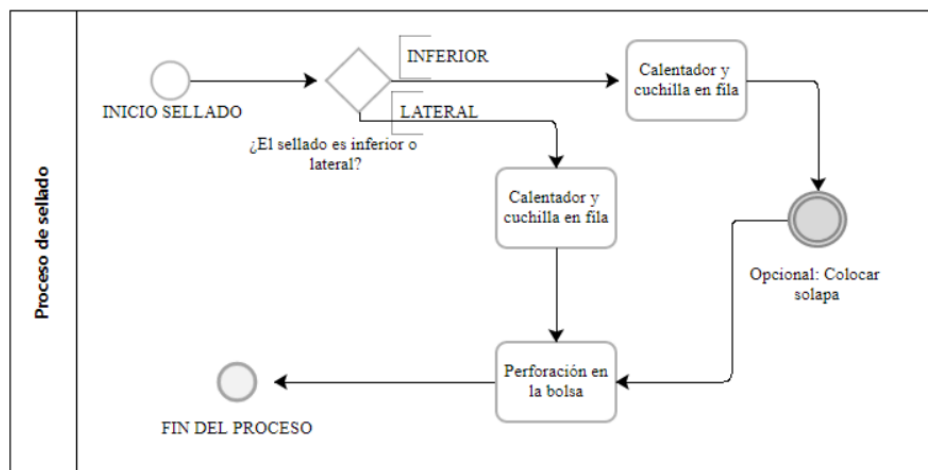 Proceso de sellado
INICIO SELLADO
¿El sellado es inferior o
lateral?
INFERIOR
LATERAL
Calentador y
cuchilla en fila
Calentador y
cuchilla en fila
Opcional: Colocar
solapa
Perforación en
la bolsa
FIN DEL PROCESO